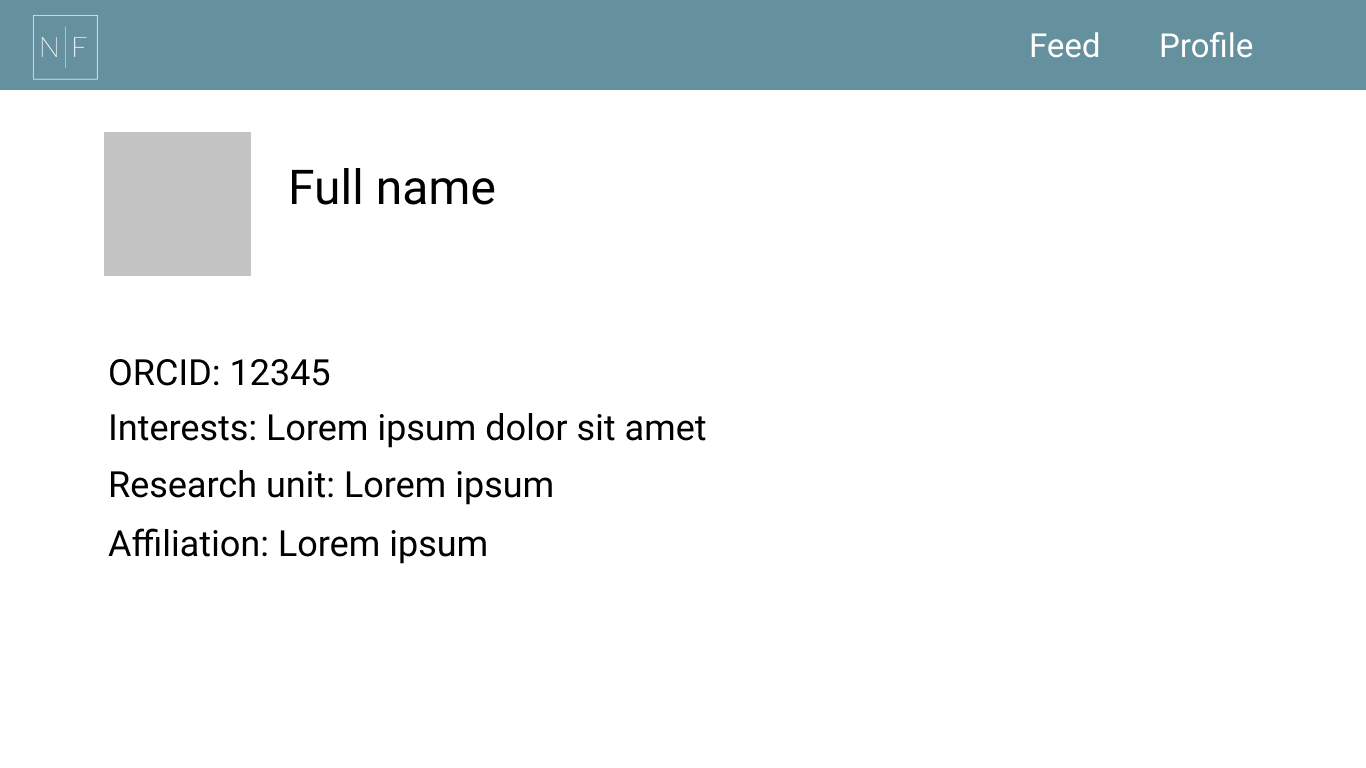 N|F
Feed Profile
Full name
ORCID: 12345
Interests: Lorem ipsum dolor sit amet
Research unit: Lorem ipsum
Affiliation: Lorem ipsum